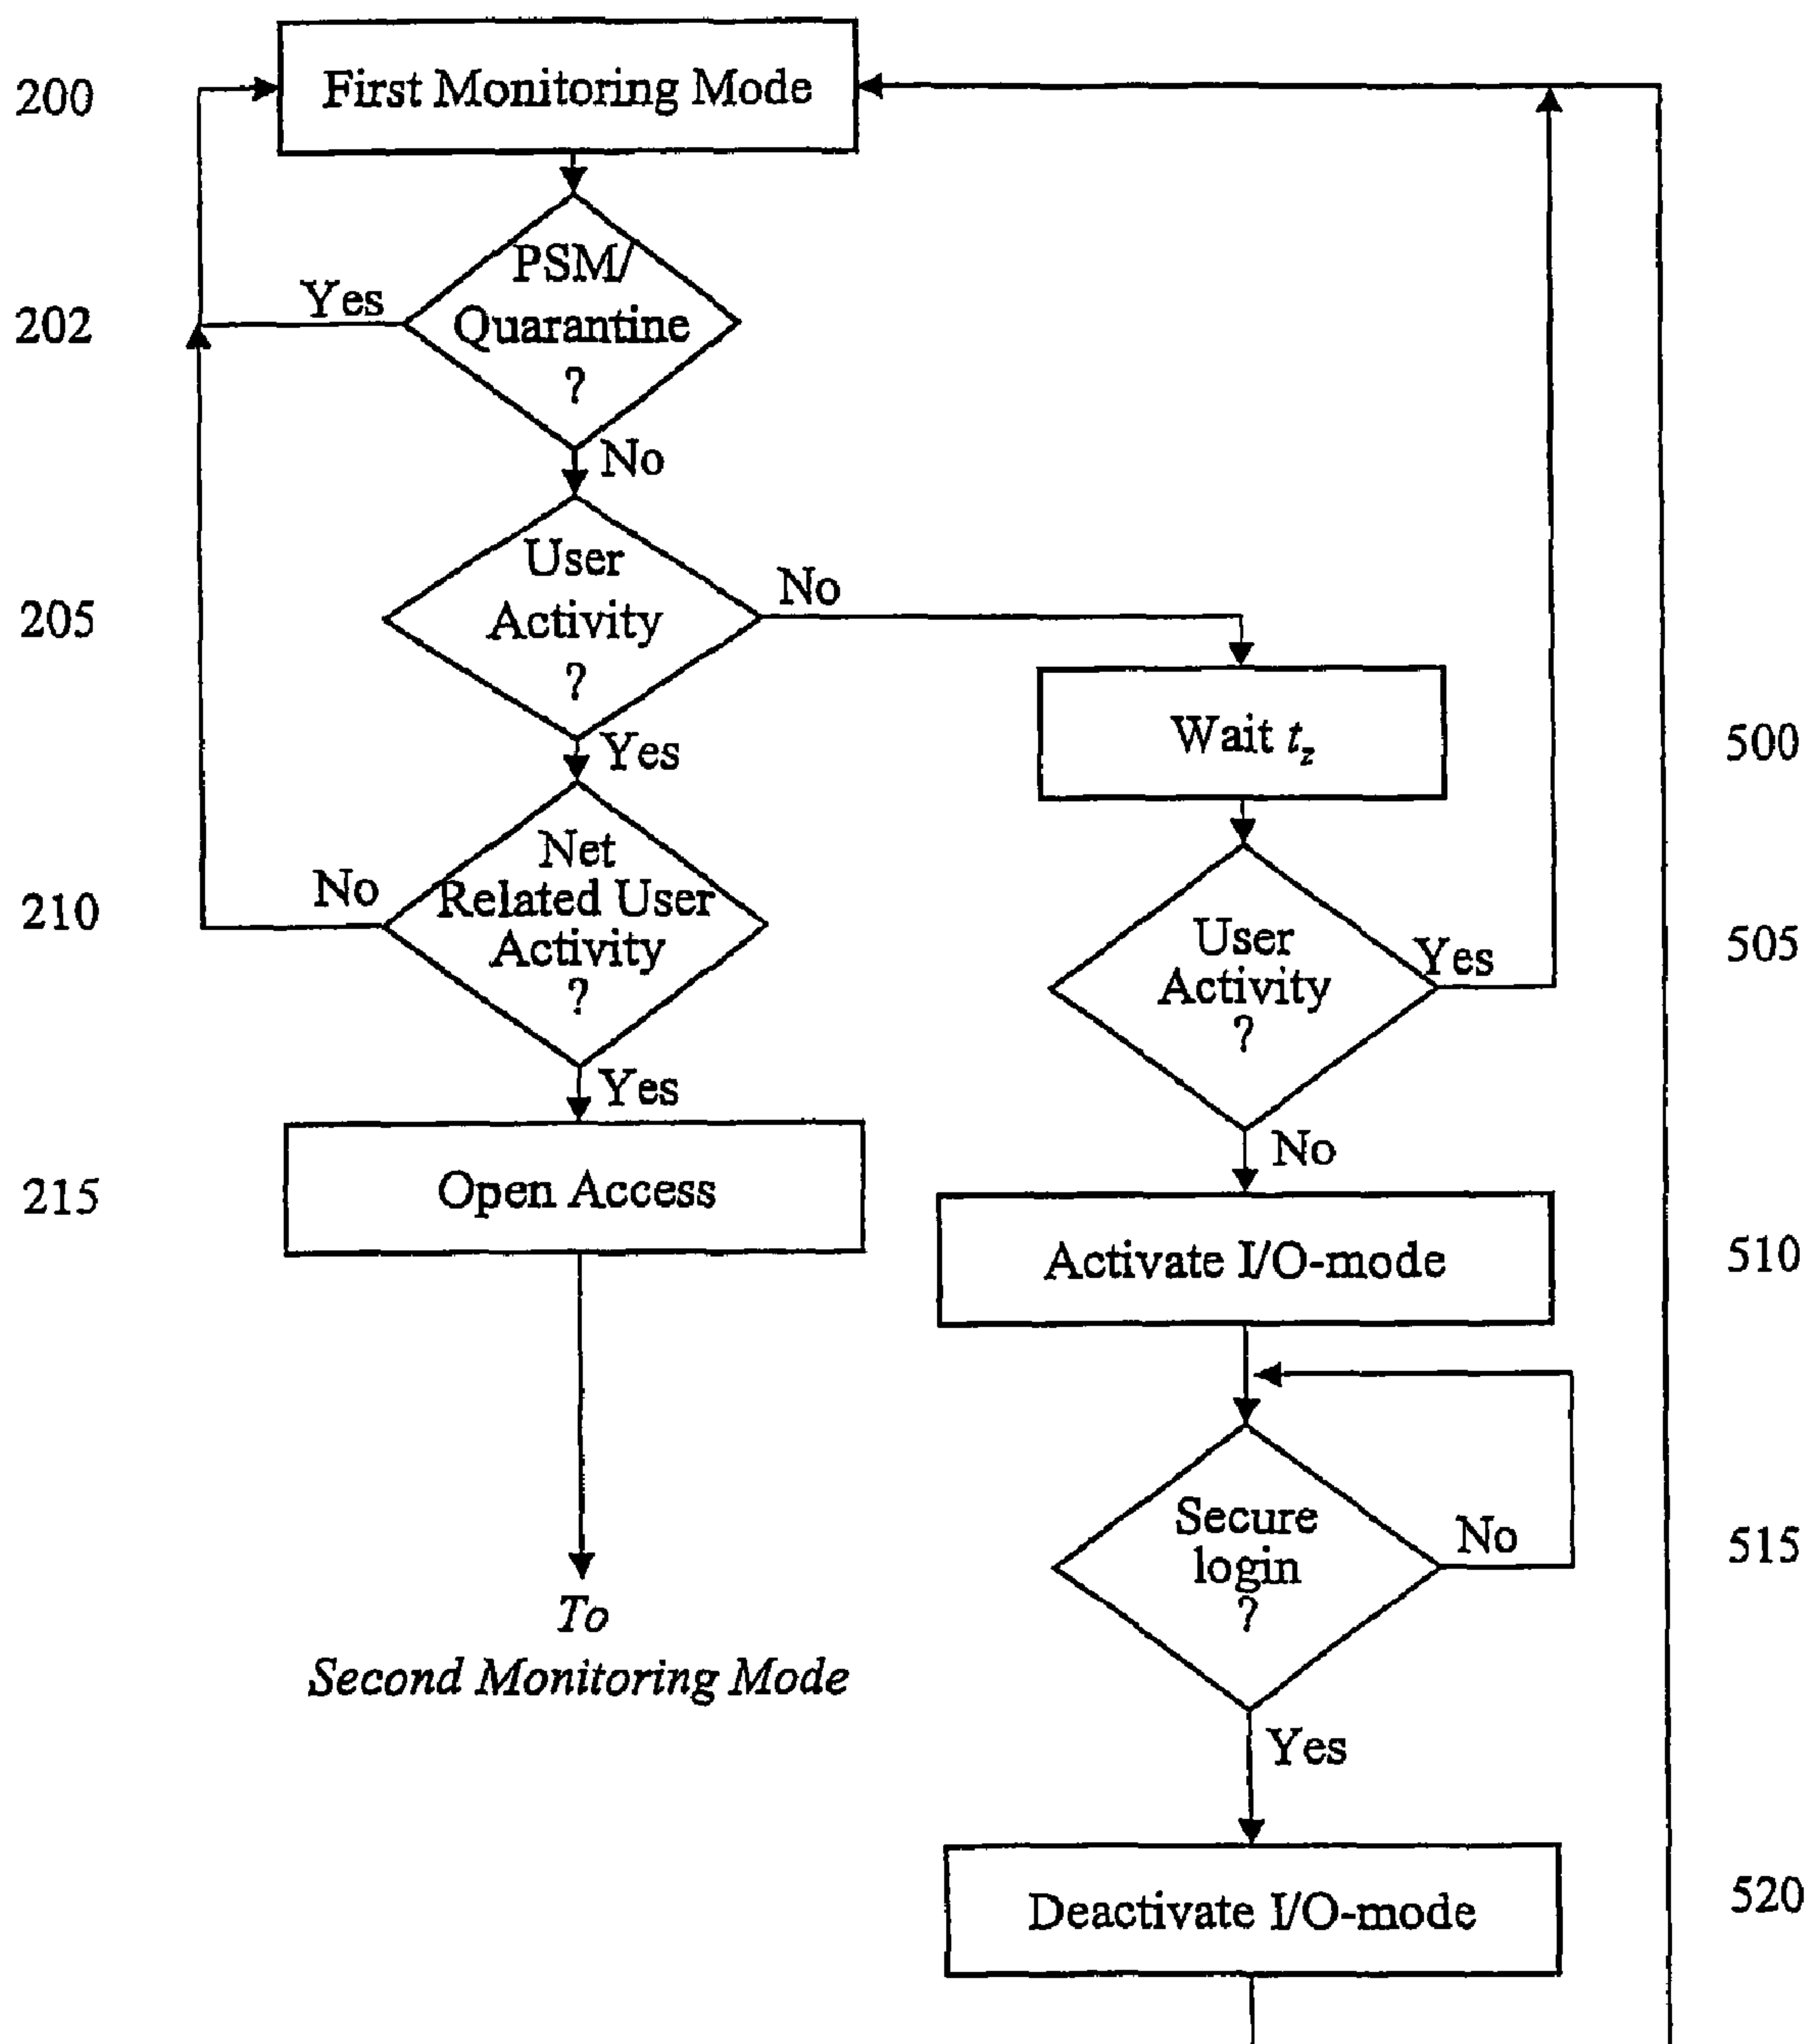 200
First Monitoring Mode
202
Yes
PSM/
Quarantine
?
No
205
User
Activity
?
No
Yes
Wait t_z
500
210
No
Net
Related User
Activity
?
Yes
User
Activity
?
Yes
505
No
215
Open Access
Activate I/O-mode
510
To
Second Monitoring Mode
Secure
login
?
No
515
Yes
Deactivate I/O-mode
520